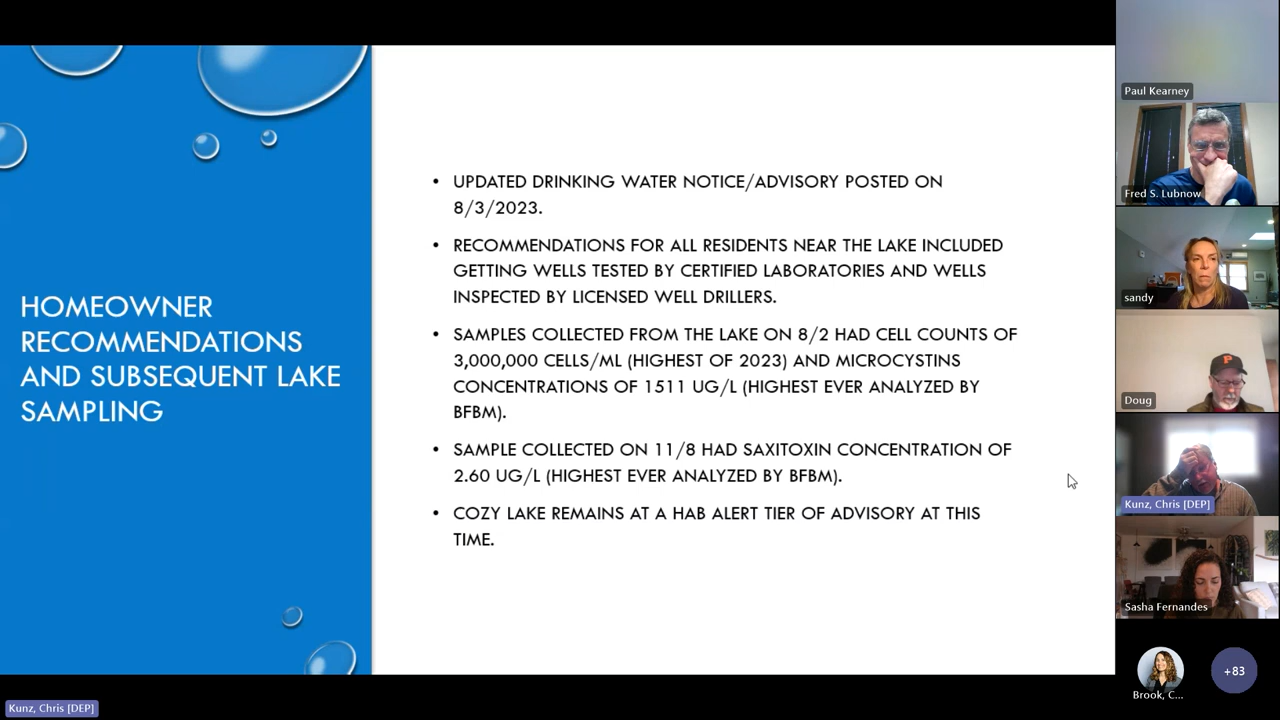 HOMEOWNER
RECOMMENDATIONS
AND SUBSEQUENT LAKE
SAMPLING
• UPDATED DRINKING WATER NOTICE/ADVISORY POSTED ON
8/3/2023.
• RECOMMENDATIONS FOR ALL RESIDENTS NEAR THE LAKE INCLUDED
GETTING WELLS TESTED BY CERTIFIED LABORATORIES AND WELLS
INSPECTED BY LICENSED WELL DRILLERS.
• SAMPLES COLLECTED FROM THE LAKE ON 8/2 HAD CELL COUNTS OF
3,000,000 CELLS/ML (HIGHEST OF 2023) AND MICROCYSTINS
CONCENTRATIONS OF 1511 UG/L (HIGHEST EVER ANALYZED BY
BFBM).
• SAMPLE COLLECTED ON 11/8 HAD SAXITOXIN CONCENTRATION OF
2.60 UG/L (HIGHEST EVER ANALYZED BY BFBM).
• COZY LAKE REMAINS AT A HAB ALERT TIER OF ADVISORY AT THIS
TIME.
Paul Kearney
Fred S. Lubnow
sandy
Doug
P
Kunz, Chris [DEP]
Sasha Fernandes
Brook, C...
+83
Kunz, Chris [DEP]